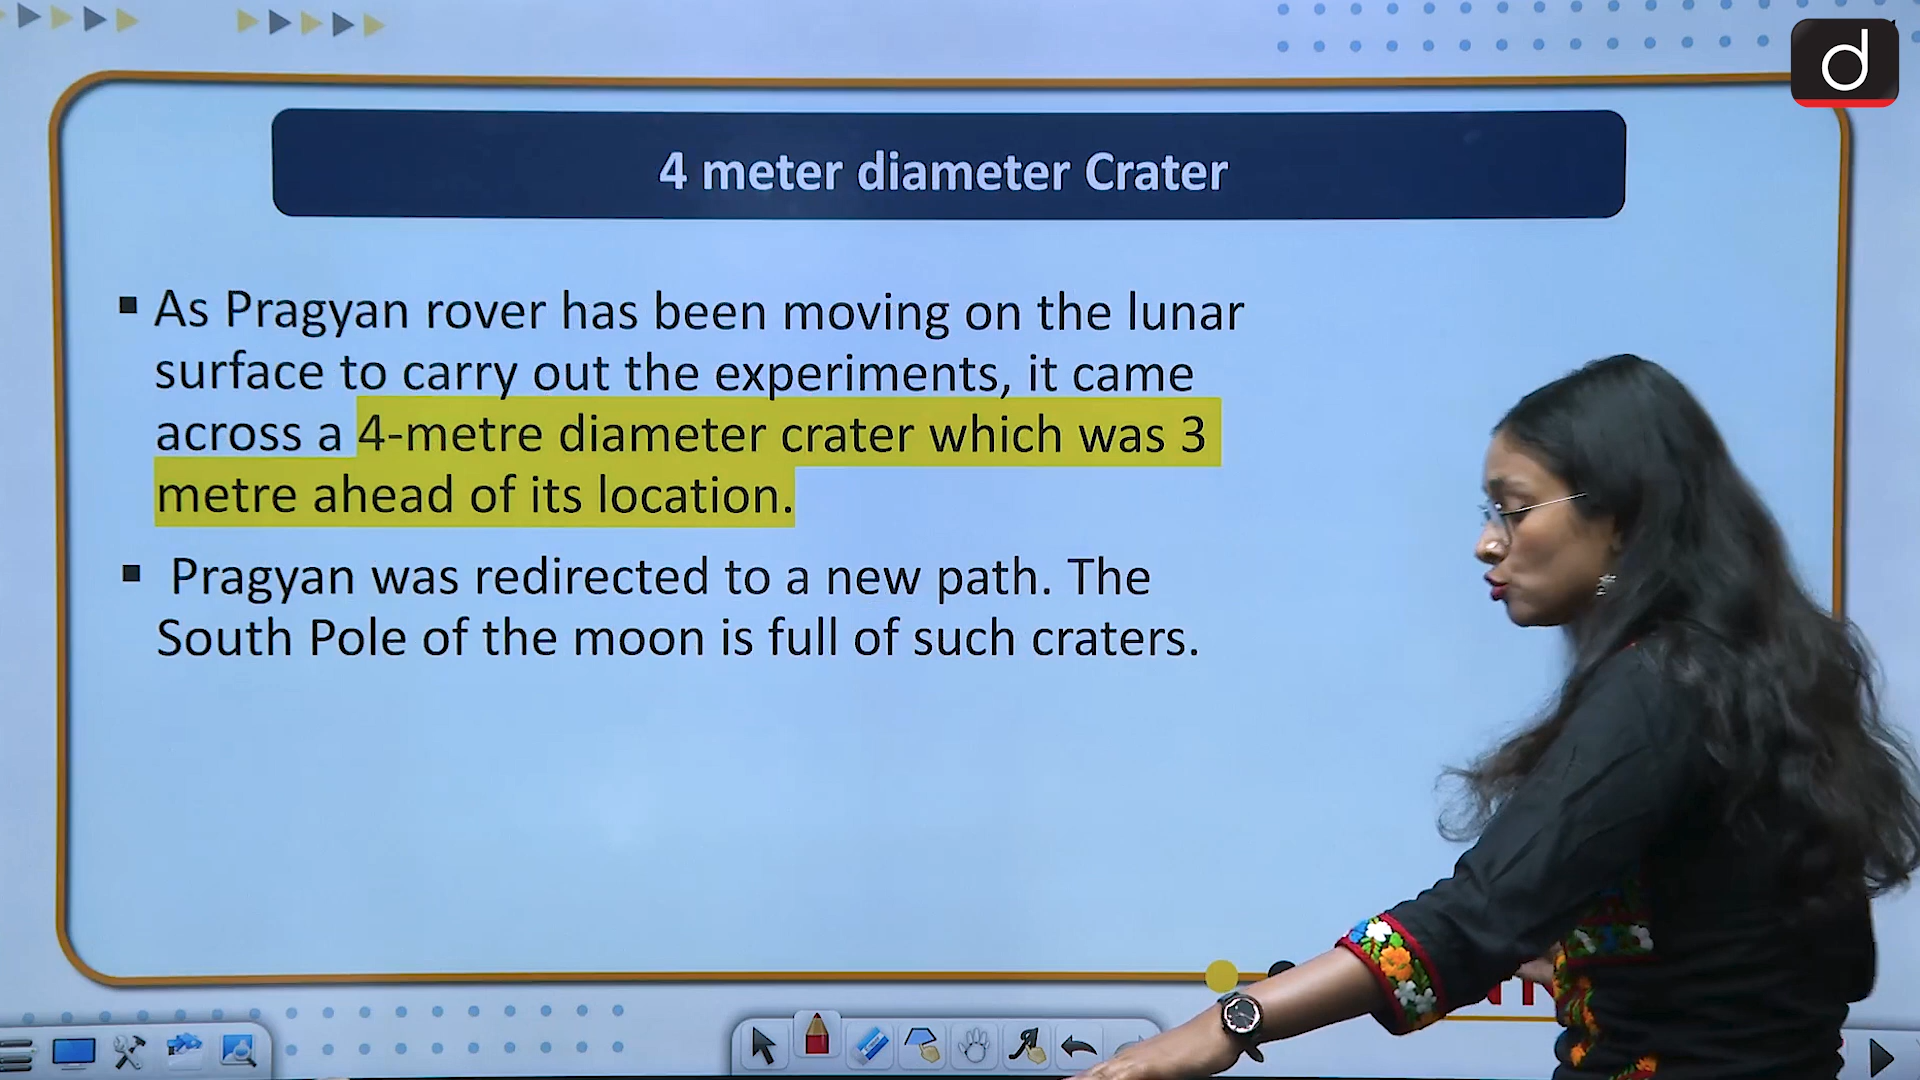 d
4 meter diameter Crater
▪ As Pragyan rover has been moving on the lunar
surface to carry out the experiments, it came
across a 4-metre diameter crater which was 3
metre ahead of its location.
▪ Pragyan was redirected to a new path. The
South Pole of the moon is full of such craters.